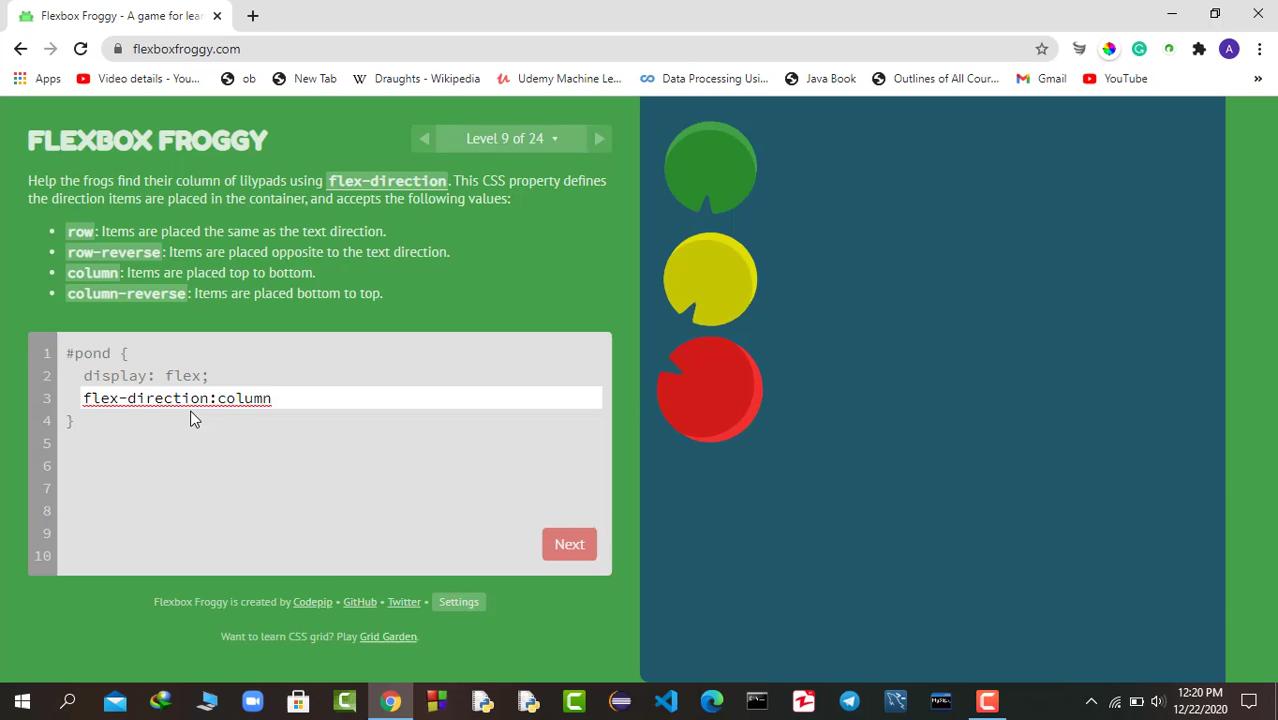 Flexbox Froggy - A game for lear
flexboxfroggy.com
A
Apps
Video details - You...
ob
New Tab
Draughts - Wikipedia
Udemy Machine Le...
Data Processing Usi...
Java Book
Outlines of All Cour...
Gmail
YouTube
»
FLEXBOX FROGGY
Level 9 of 24
Help the frogs find their column of lilypads using flex-direction. This CSS property defines
the direction items are placed in the container, and accepts the following values:
• row: Items are placed the same as the text direction.
• row-reverse: Items are placed opposite to the text direction.
• column: Items are placed top to bottom.
• column-reverse: Items are placed bottom to top.
1 #pond {
2 display: flex;
3 flex-direction:column
4 }
5
6
7
8
9
10
Next
Flexbox Froggy is created by Codepip • GitHub • Twitter • Settings
Want to learn CSS grid? Play Grid Garden.
12:20 PM
12/22/2020